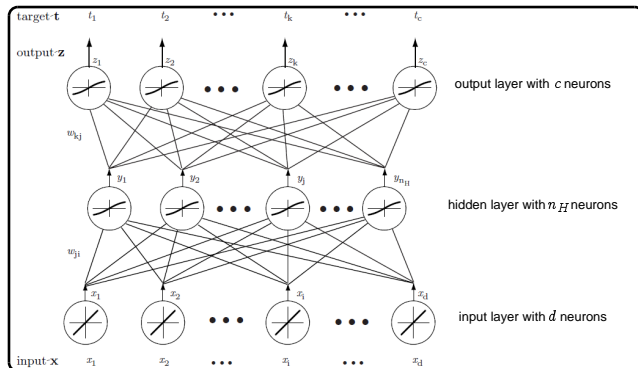 target t t1 t2 ••• tk ••• tc
output z
z1 z2 ••• zk ••• zc
output layer with c neurons
wkj
y1 y2 yj ynH
••• •••
hidden layer with nH neurons
wji
x1 x2 xi xd
••• •••
input layer with d neurons
input x x1 x2 ••• xi ••• xd